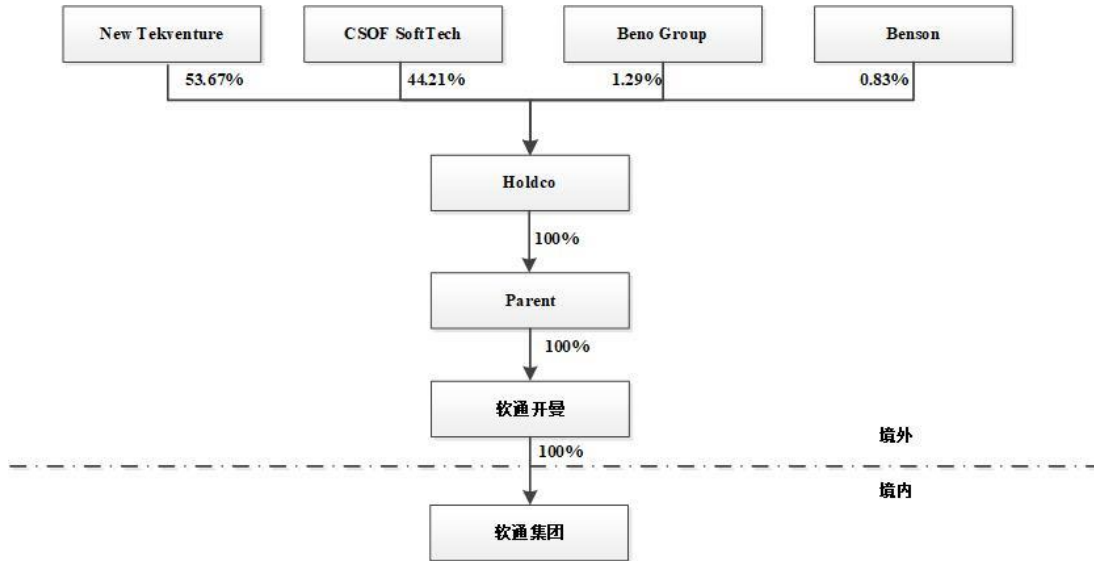 New Tekventure
CSOF SoftTech
Beno Group
Benson
53.67%
44.21%
1.29%
0.83%
Holdco
100%
Parent
100%
软通开曼
100%
境外
境内
软通集团